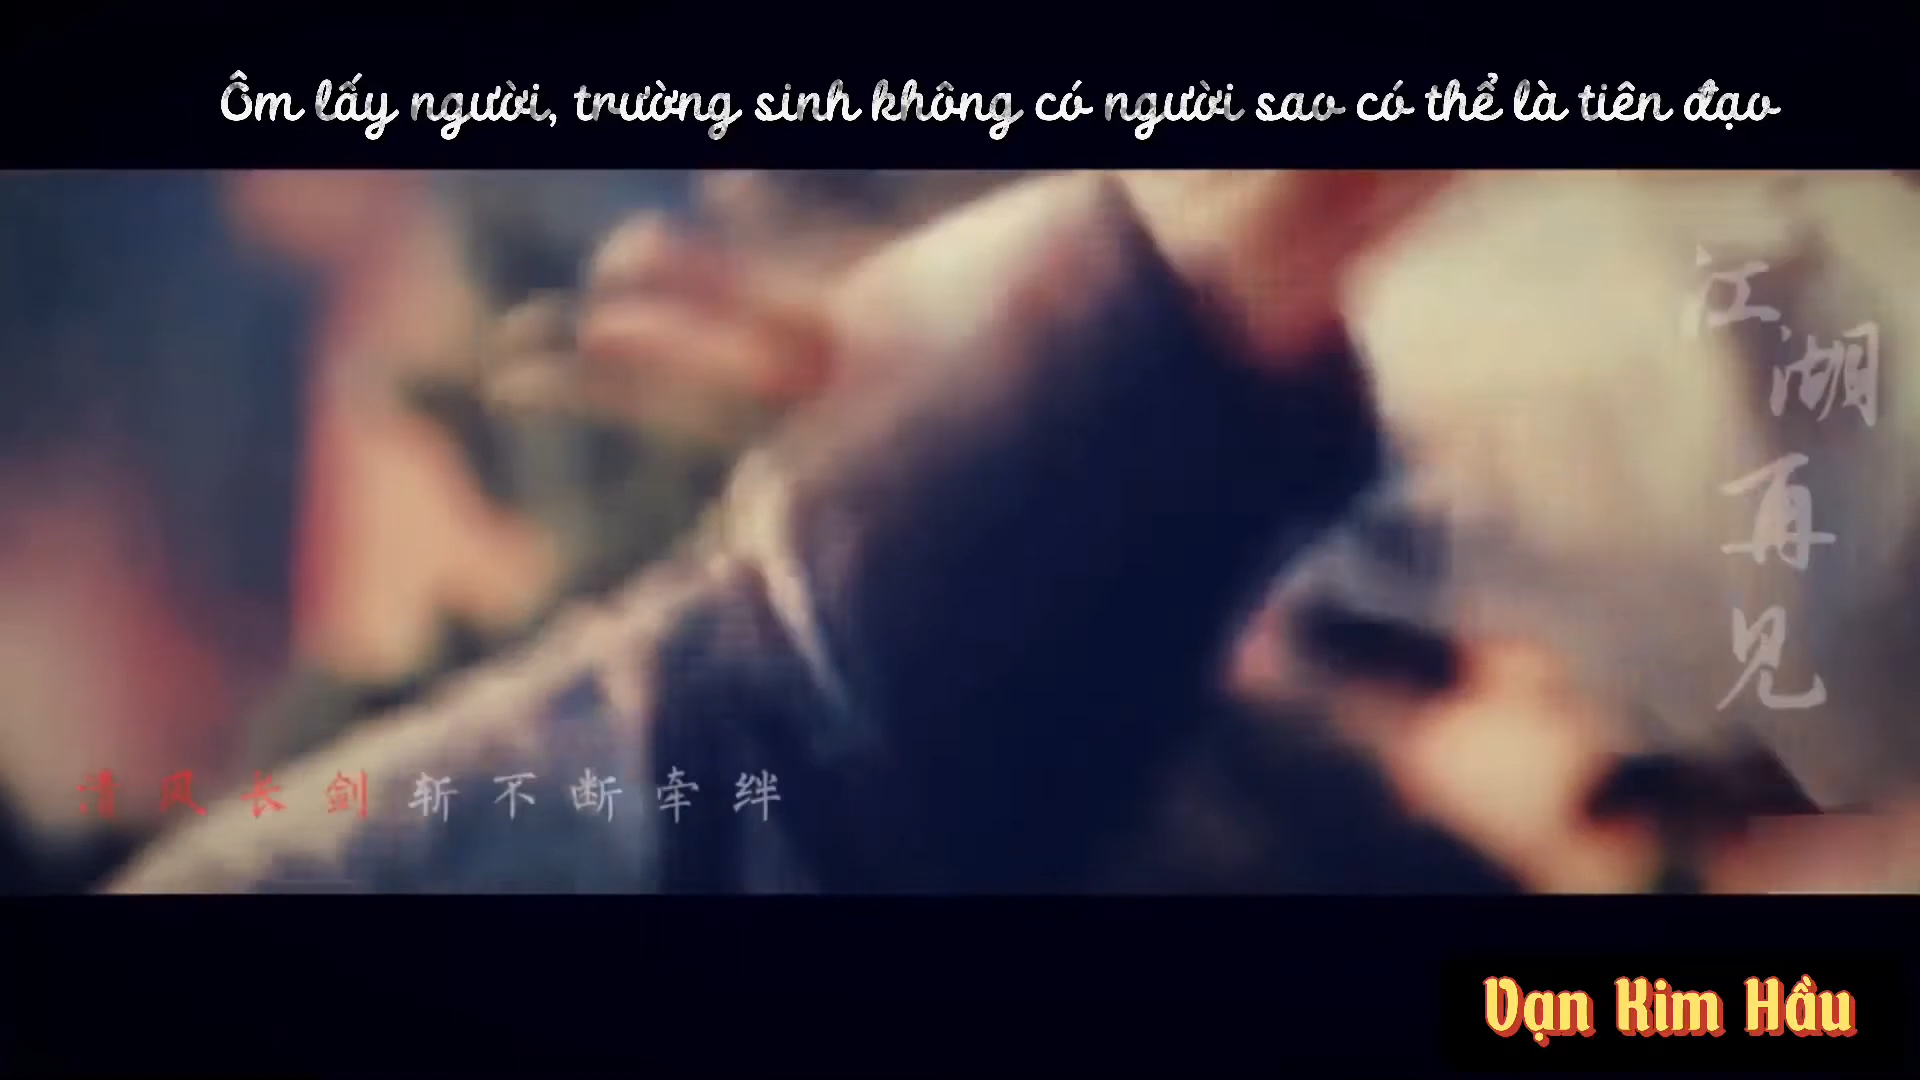 Ôm lấy người, trường sinh không có người sao có thể là tiên đạo
江湖再见
清风长剑斩不断牵绊
Vạn Kim Hầu